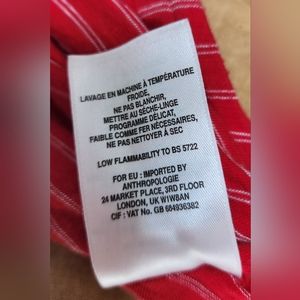 LAVAGE EN MACHINE À TEMPÉRATURE
FROIDE,
NE PAS BLANCHIR,
METTRE AU SÈCHE-LINGE
PROGRAMME DÉLICAT,
FAIBLE COMME FER NÉCESSAIRES,
NE PAS NETTOYER À SEC
LOW FLAMMABILITY TO BS 5722
FOR EU : IMPORTED BY
ANTHROPOLOGIE
24 MARKET PLACE, 3RD FLOOR
LONDON, UK W1W8AN
CIF : VAT No. GB 684936382